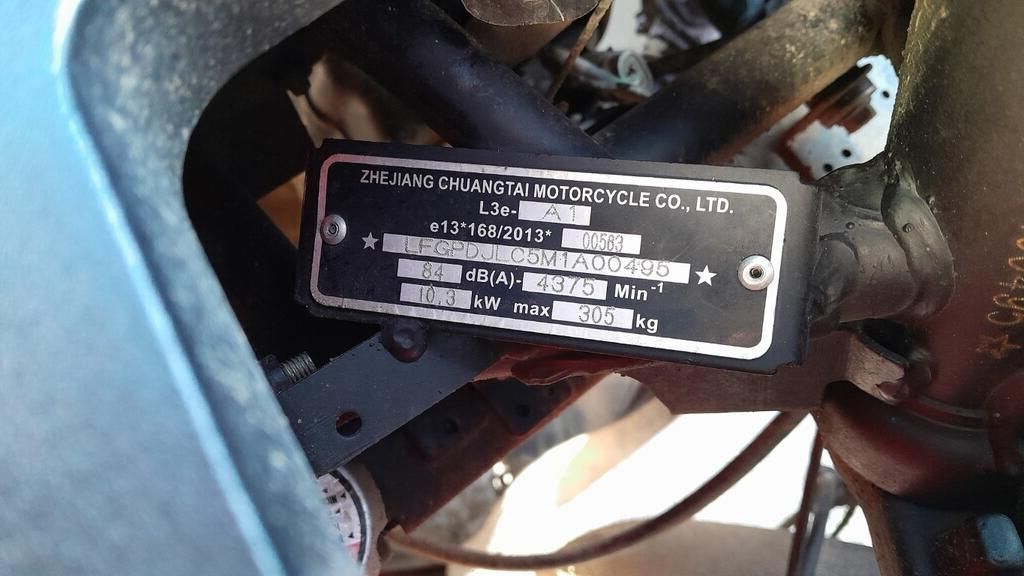 ZHEJIANG CHUANGTAI MOTORCYCLE CO., LTD.
L3e- A1
e13*168/2013* 00583
★ LFGPDJLC5M1A00495 ★
84 dB(A)- 4375 Min⁻¹
10,3 kW max 305 kg